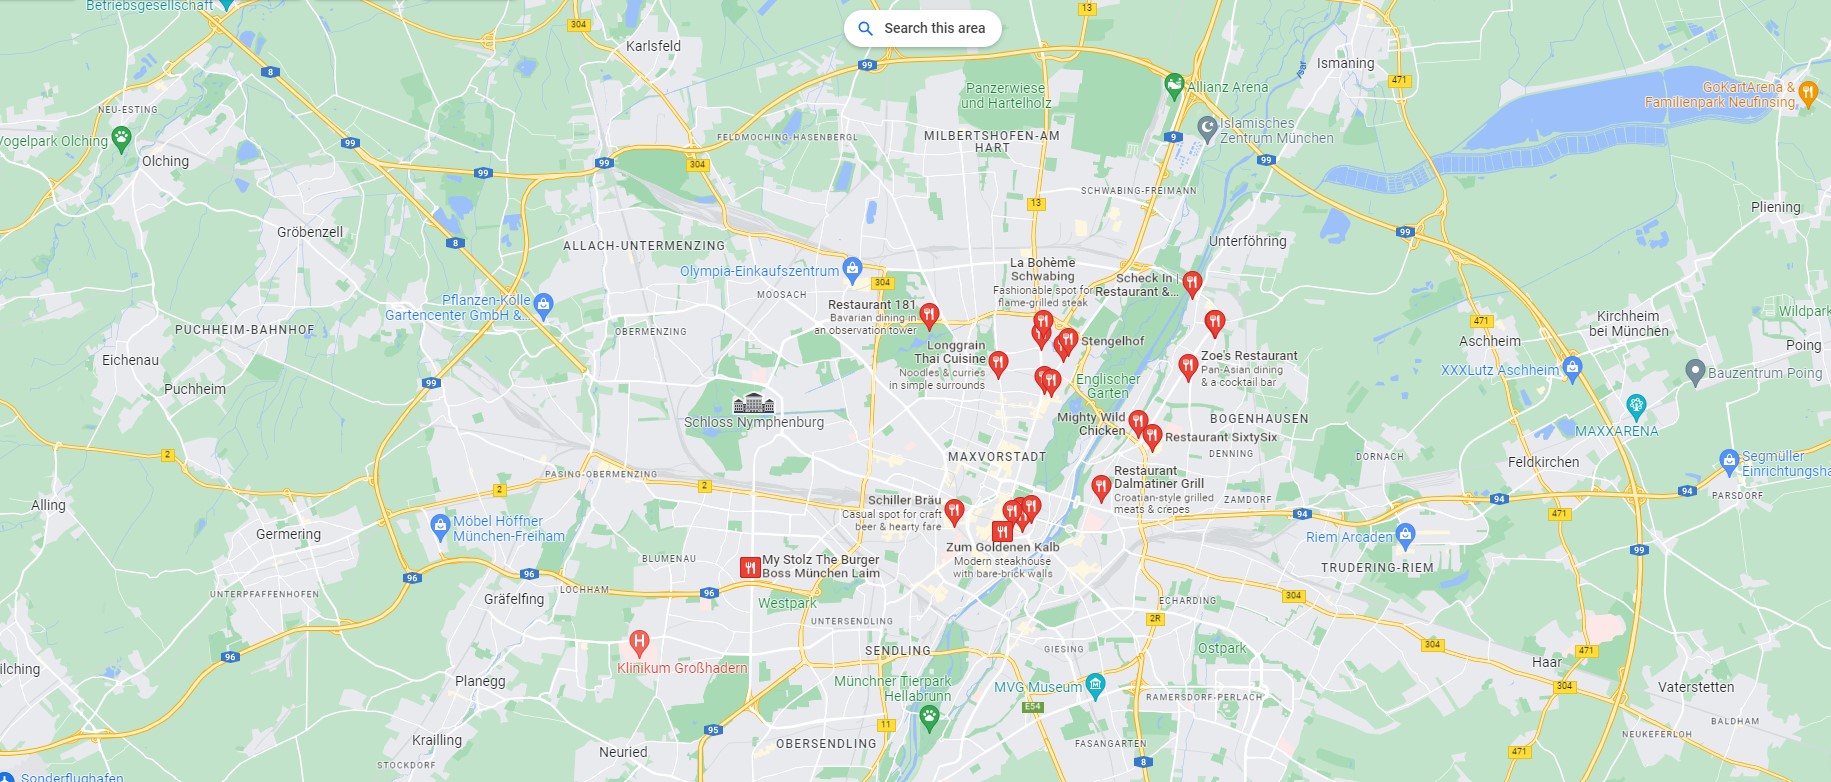 Betriebsgesellschaft
304
13
Search this area
Karlsfeld
8
99
Ismaning
Isar
471
Panzerwiese
und Hartelholz
Allianz Arena
GoKartArena &
Familienpark Neufinsing
NEU-ESTING
Vogelpark Olching
Olching
99
FELDMOCHING-HASENBERGL
MILBERTSHOFEN-AM
HART
9
Islamisches
Zentrum München
99
304
99
99
SCHWABING-FREIMANN
13
Pliening
Gröbenzell
8
ALLACH-UNTERMENZING
99
Unterföhring
Olympia-Einkaufszentrum
304
La Bohème
Schwabing
Fashionable spot for
flame-grilled steak
Scheck In |
Restaurant &...
MOOSACH
Pflanzen-Kölle
Gartencenter GmbH &...
Restaurant 181
Bavarian dining in
an observation tower
PUCHHEIM-BAHNHOF
OBERMENZING
471
Kirchheim
bei München
Wildpark
Stengelhof
Aschheim
Poing
Longgrain
Thai Cuisine
Noodles & curries
in simple surrounds
Eichenau
Zoe's Restaurant
Pan-Asian dining
& a cocktail bar
XXXLutz Aschheim
Bauzentrum Poing
Puchheim
99
Englischer
Garten
Schloss Nymphenburg
Mighty Wild
Chicken
BOGENHAUSEN
MAXXARENA
Restaurant SixtySix
2
MAXVORSTADT
DENNING
DORNACH
Feldkirchen
Segmüller
Einrichtungsha
PASING-OBERMENZING
2
2
Restaurant
Dalmatiner Grill
Croatian-style grilled
meats & crepes
94
94
PARSDORF
Alling
Schiller Bräu
Casual spot for craft
beer & hearty fare
ZAMDORF
94
471
Möbel Höffner
München-Freiham
Germering
Riem Arcaden
Zum Goldenen Kalb
Modern steakhouse
with bare-brick walls
99
BLUMENAU
My Stolz The Burger
Boss München Laim
TRUDERING-RIEM
96
96
LOCHHAM
96
UNTERPFAFFENHOFEN
Gräfelfing
Westpark
ECHARDING
304
UNTERSENDLING
2R
H
Klinikum Großhadern
SENDLING
GIESING
Ostpark
304
471
96
ilching
Haar
Planegg
Münchner Tierpark
Hellabrunn
MVG Museum
RAMERSDORF-PERLACH
304
Vaterstetten
E54
95
11
BALDHAM
Krailling
Neuried
OBERSENDLING
FASANGARTEN
NEUKEFERLOH
471
STOCKDORF
8
Sonderflughafen